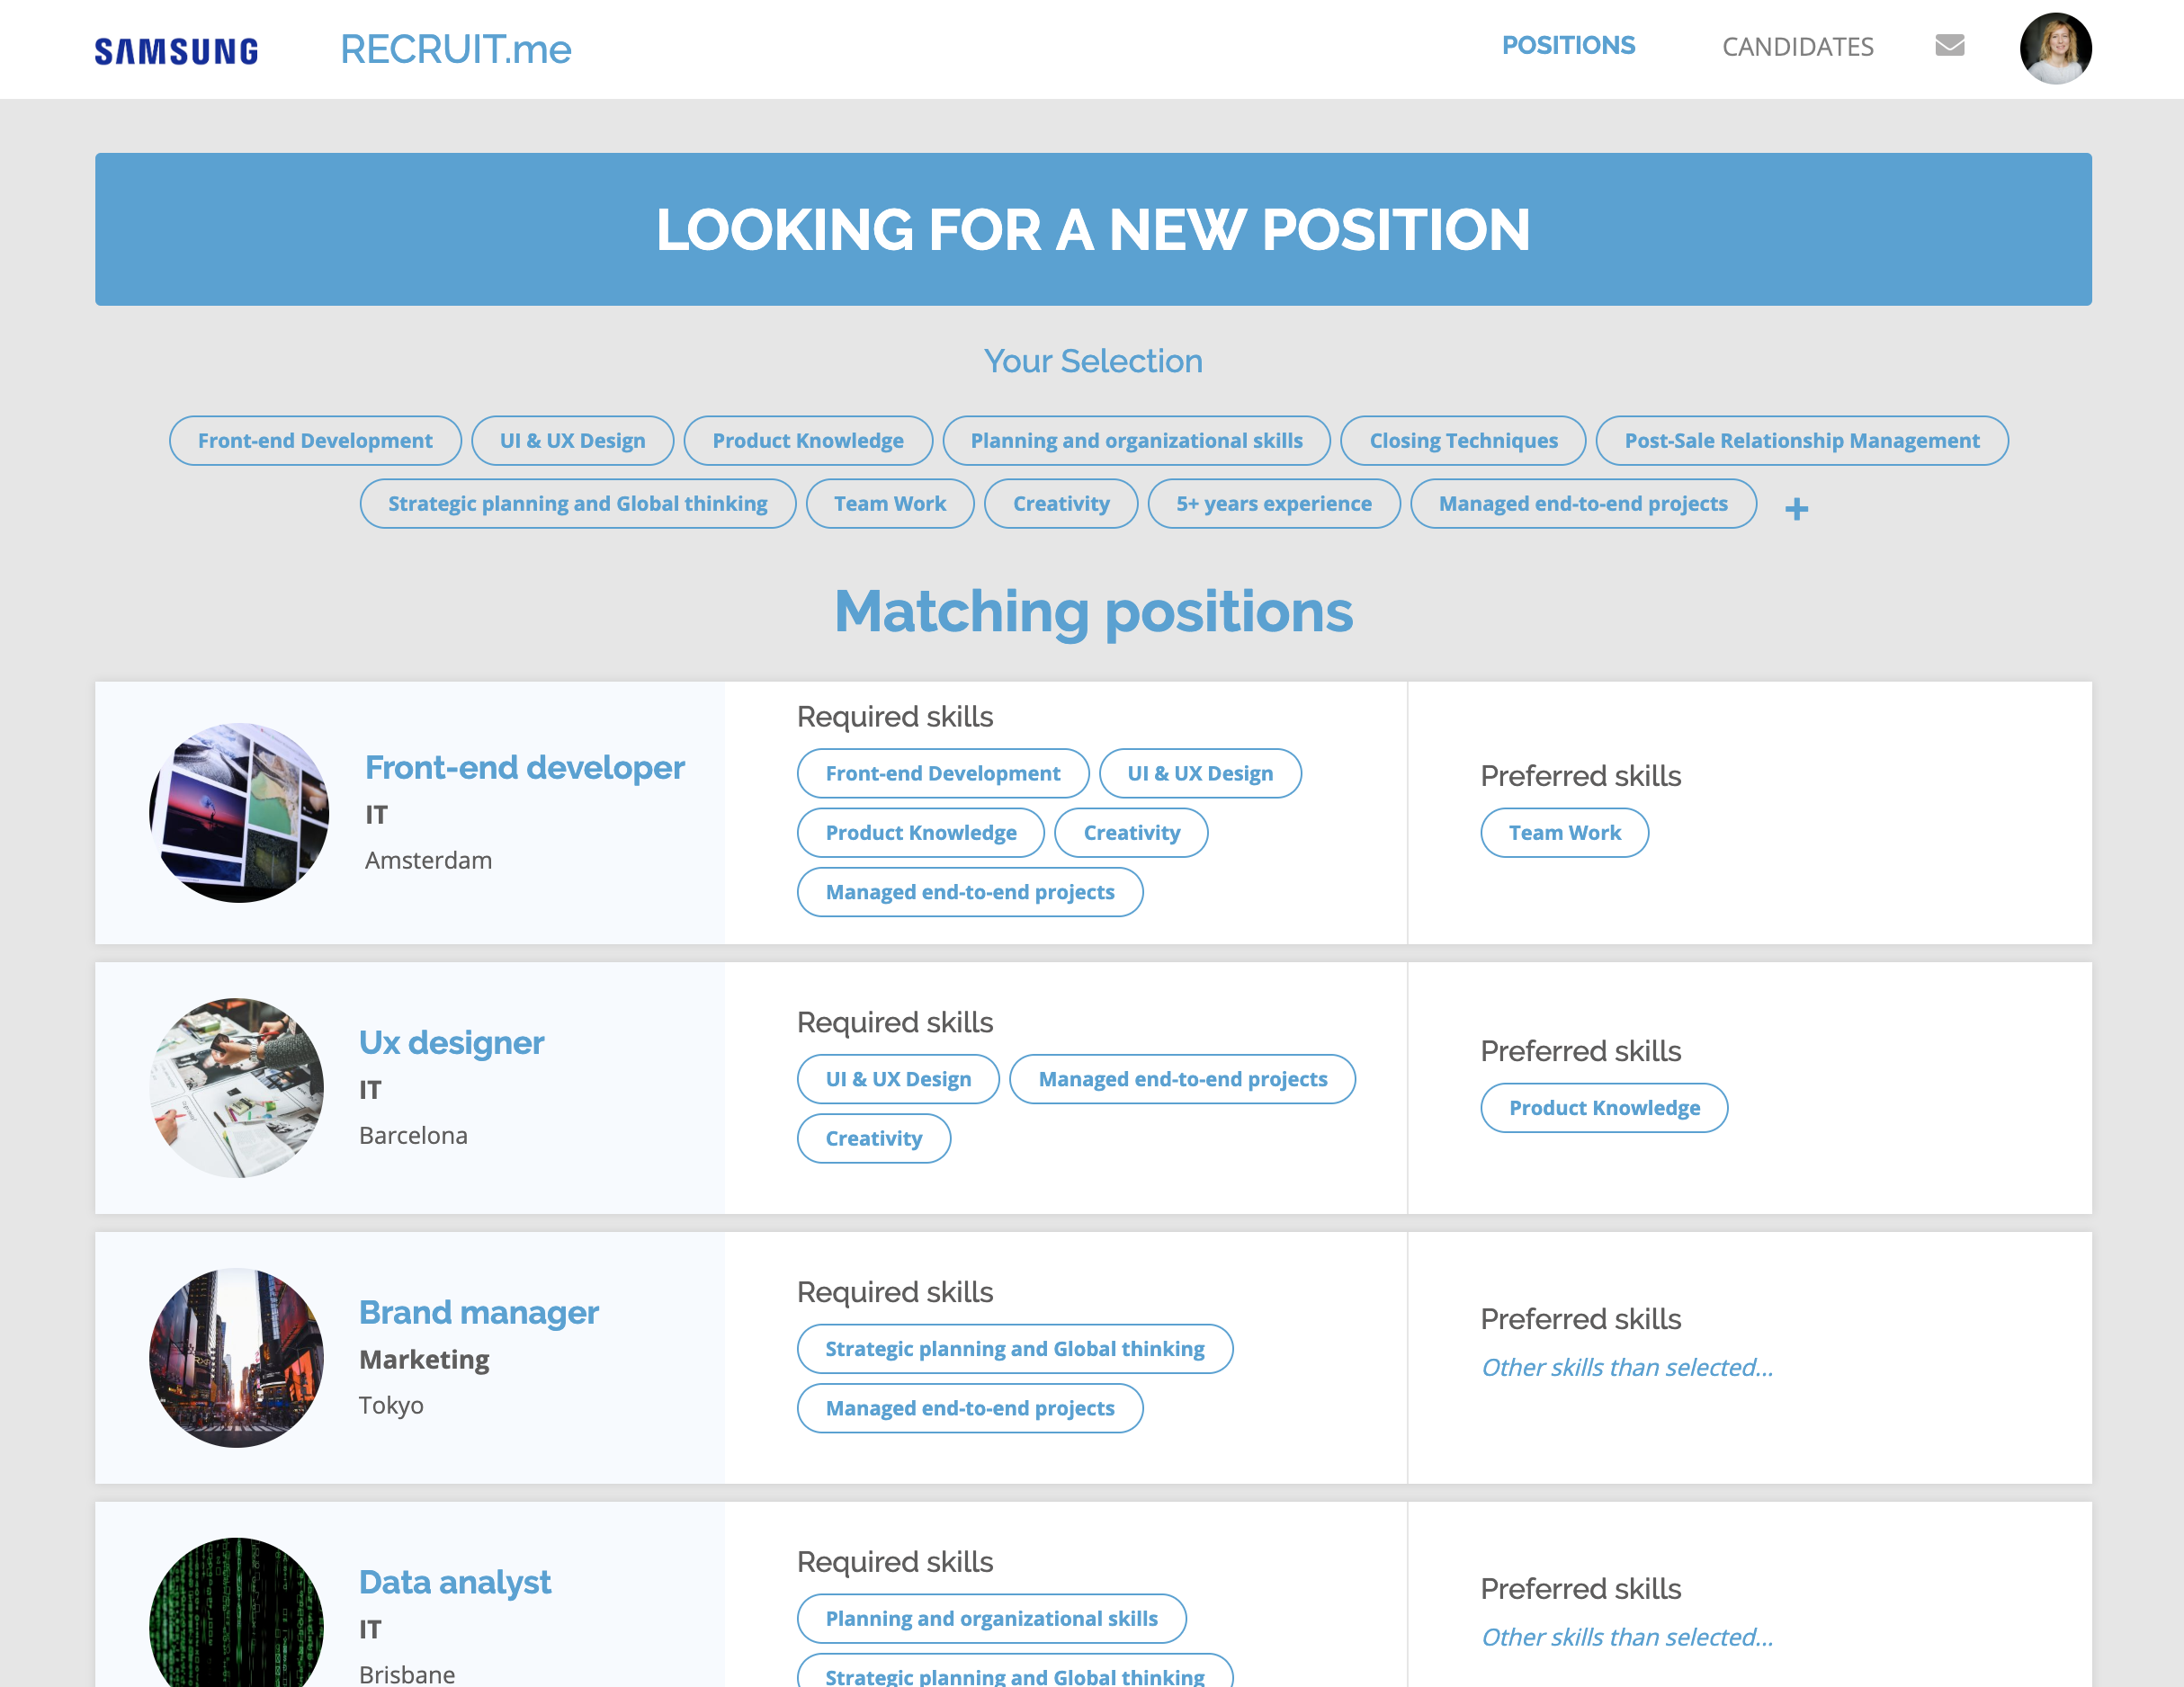 SAMSUNG RECRUIT.me POSITIONS CANDIDATES
LOOKING FOR A NEW POSITION
Your Selection
Front-end Development UI & UX Design Product Knowledge Planning and organizational skills Closing Techniques Post-Sale Relationship Management
Strategic planning and Global thinking Team Work Creativity 5+ years experience Managed end-to-end projects +
Matching positions
Front-end developer
IT
Amsterdam
Required skills
Front-end Development UI & UX Design
Product Knowledge Creativity
Managed end-to-end projects
Preferred skills
Team Work
Ux designer
IT
Barcelona
Required skills
UI & UX Design Managed end-to-end projects
Creativity
Preferred skills
Product Knowledge
Brand manager
Marketing
Tokyo
Required skills
Strategic planning and Global thinking
Managed end-to-end projects
Preferred skills
Other skills than selected...
Data analyst
IT
Brisbane
Required skills
Planning and organizational skills
Strategic planning and Global thinking
Preferred skills
Other skills than selected...